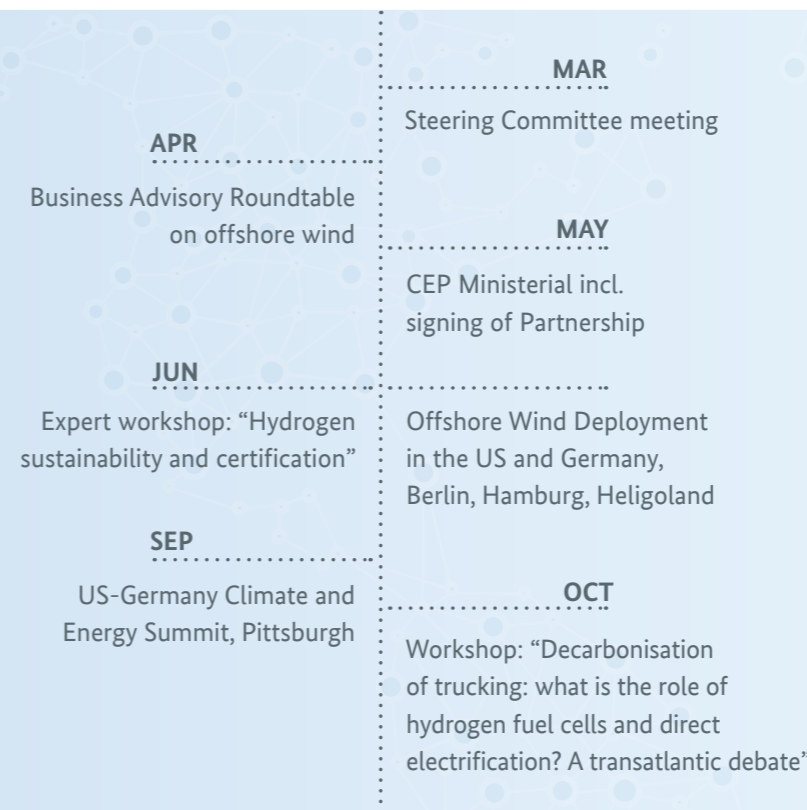 MAR
Steering Committee meeting
APR
Business Advisory Roundtable
on offshore wind
MAY
CEP Ministerial incl.
signing of Partnership
JUN
Expert workshop: “Hydrogen
sustainability and certification”
Offshore Wind Deployment
in the US and Germany,
Berlin, Hamburg, Heligoland
SEP
US-Germany Climate and
Energy Summit, Pittsburgh
OCT
Workshop: “Decarbonisation
of trucking: what is the role of
hydrogen fuel cells and direct
electrification? A transatlantic debate”